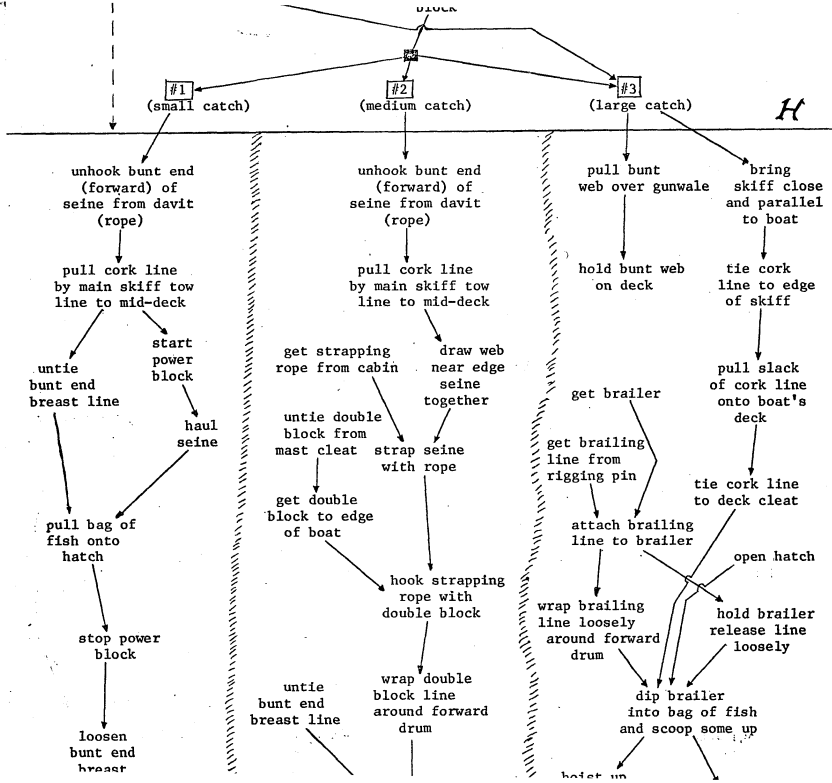 block
#1
(small catch)
#2
(medium catch)
#3
(large catch)
H
unhook bunt end
(forward) of
seine from davit
(rope)
pull cork line
by main skiff tow
line to mid-deck
start
power
block
untie
bunt end
breast line
haul
seine
pull bag of
fish onto
hatch
stop power
block
loosen
bunt end
breast
unhook bunt end
(forward) of
seine from davit
(rope)
pull cork line
by main skiff tow
line to mid-deck
get strapping
rope from cabin
draw web
near edge
seine
together
untie double
block from
mast cleat
strap seine
with rope
get double
block to edge
of boat
hook strapping
rope with
double block
untie
bunt end
breast line
wrap double
block line
around forward
drum
pull bunt
web over gunwale
hold bunt web
on deck
bring
skiff close
and parallel
to boat
tie cork
line to edge
of skiff
pull slack
of cork line
onto boat's
deck
get brailer
get brailing
line from
rigging pin
tie cork line
to deck cleat
attach brailing
line to brailer
open hatch
wrap brailing
line loosely
around forward
drum
hold brailer
release line
loosely
dip brailer
into bag of fish
and scoop some up
hoist up